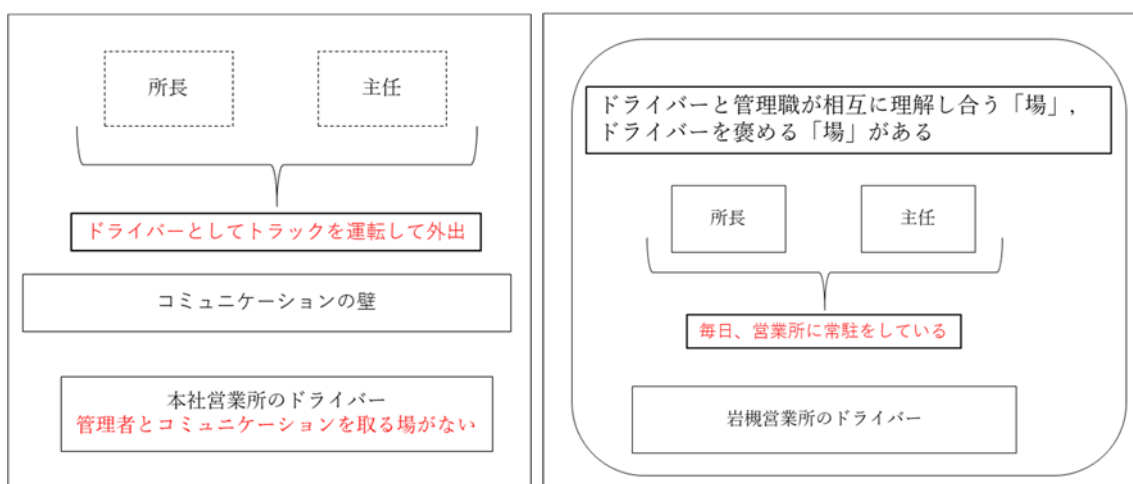 所長
主任
ドライバーとしてトラックを運転して外出
コミュニケーションの壁
本社営業所のドライバー
管理者とコミュニケーションを取る場がない
ドライバーと管理職が相互に理解し合う「場」,
ドライバーを褒める「場」がある
所長
主任
毎日、営業所に常駐をしている
岩槻営業所のドライバー